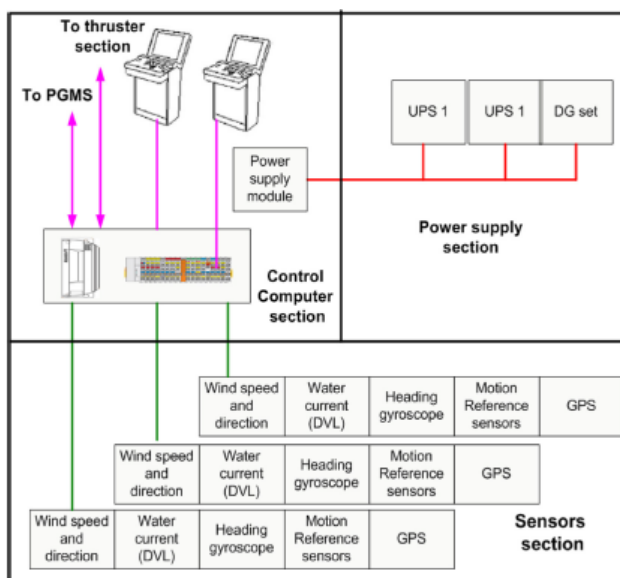 To thruster
section
To PGMS
UPS 1
UPS 1
DG set
Power
supply
module
Power supply
section
Control
Computer
section
Wind speed
and
direction
Water
current
(DVL)
Heading
gyroscope
Motion
Reference
sensors
GPS
Wind speed
and
direction
Water
current
(DVL)
Heading
gyroscope
Motion
Reference
sensors
GPS
Wind speed
and
direction
Water
current
(DVL)
Heading
gyroscope
Motion
Reference
sensors
GPS
Sensors
section